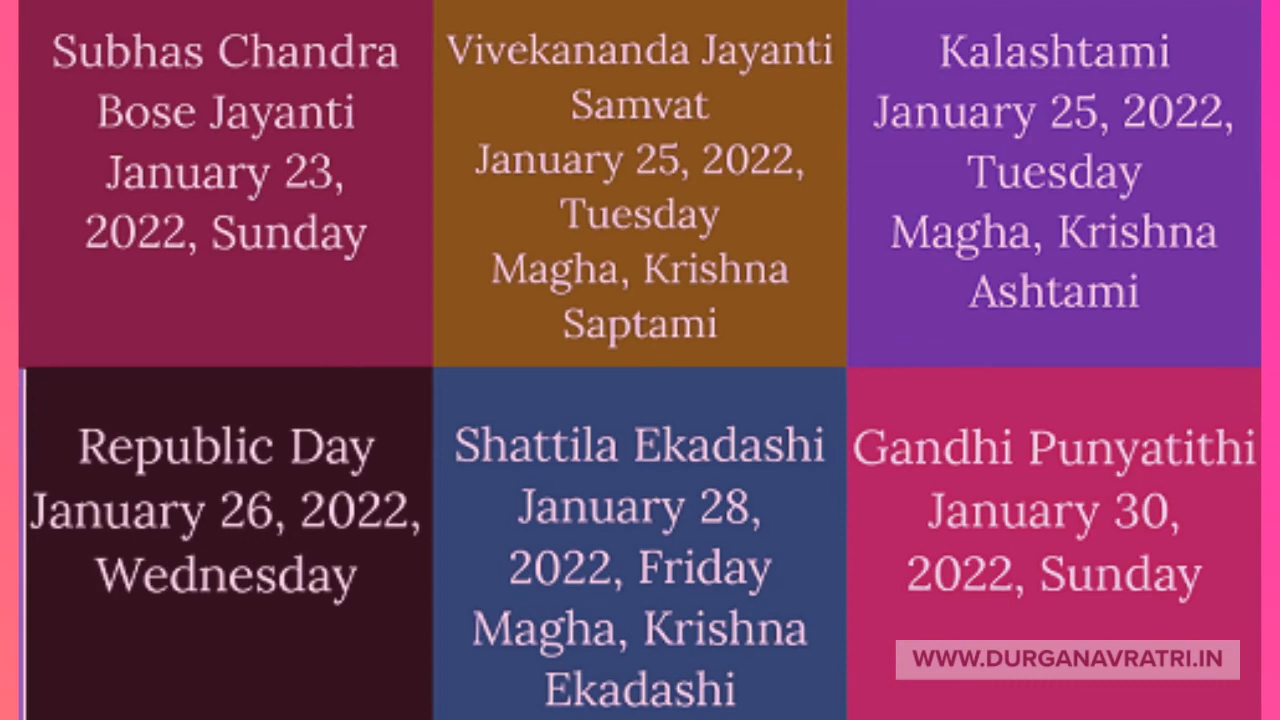 Subhas Chandra
Bose Jayanti
January 23,
2022, Sunday
Vivekananda Jayanti
Samvat
January 25, 2022,
Tuesday
Magha, Krishna
Saptami
Kalashtami
January 25, 2022,
Tuesday
Magha, Krishna
Ashtami
Republic Day
January 26, 2022,
Wednesday
Shattila Ekadashi
January 28,
2022, Friday
Magha, Krishna
Ekadashi
Gandhi Punyatithi
January 30,
2022, Sunday
WWW.DURGANAVRATRI.IN